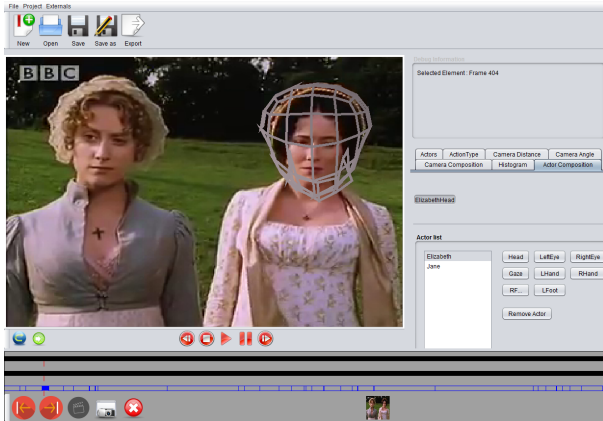 File Project Externals
New Open Save Save as Export
BBC
Selected Element : Frame 404
Actors ActionType Camera Distance Camera Angle
Camera Composition Histogram Actor Composition
ElizabethHead
Actor list
Elizabeth
Jane
Head LeftEye RightEye
Gaze LHand RHand
RF... LFoot
Remove Actor